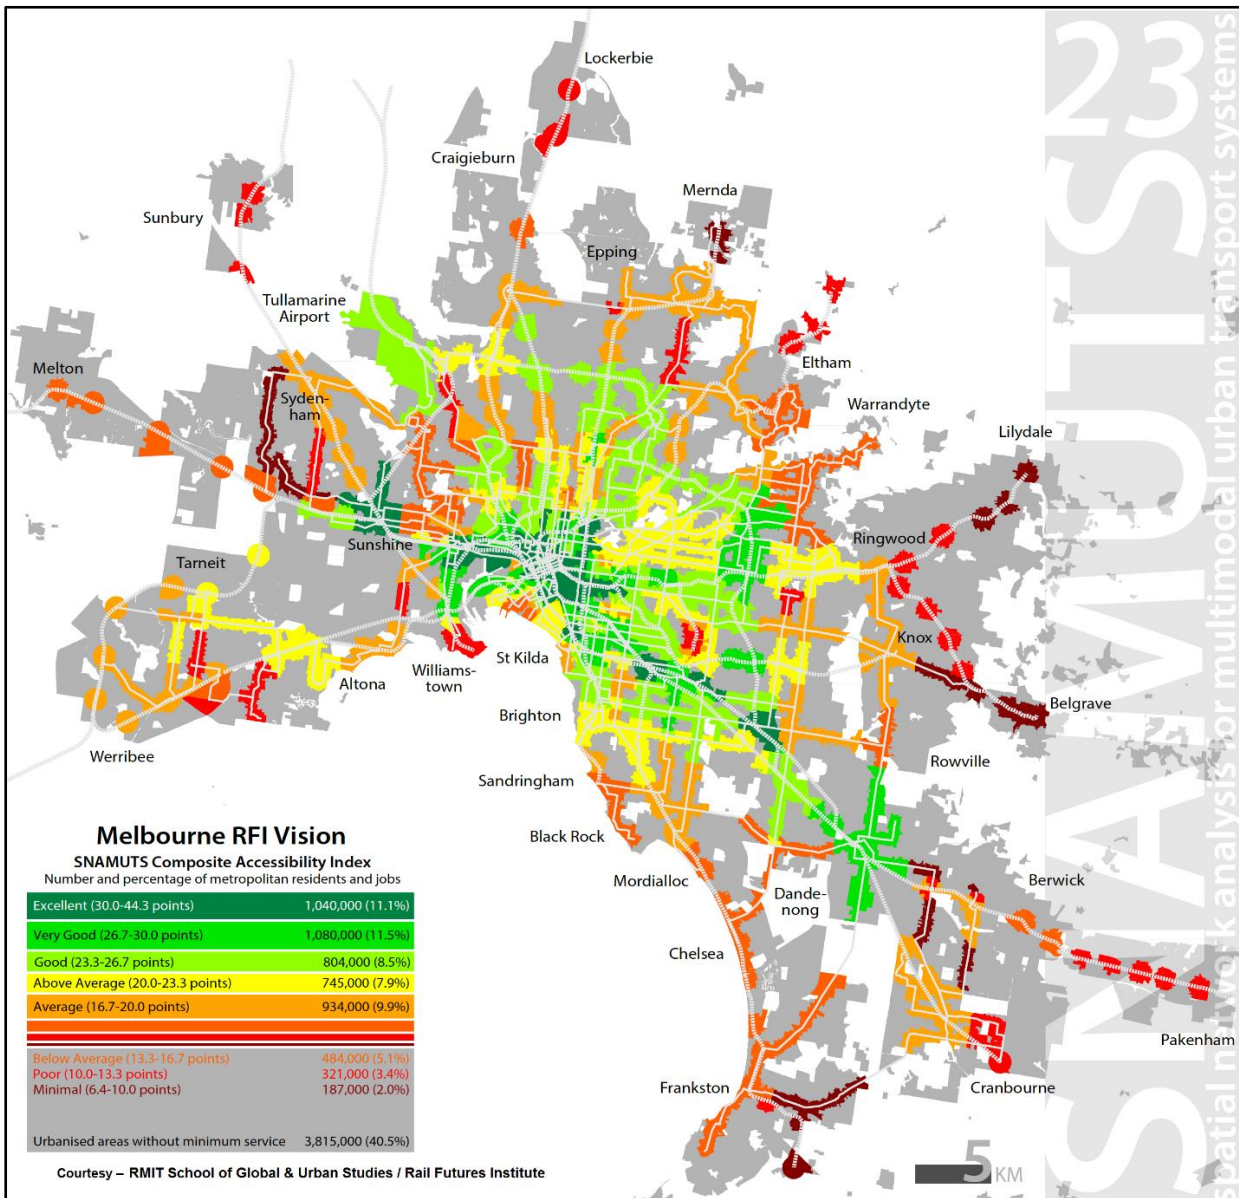 Lockerbie
Craigieburn
Mernda
Sunbury
Epping
Tullamarine
Airport
Melton
Eltham
Syden-
ham
Warrandyte
Lilydale
Ringwood
Sunshine
Tarneit
Knox
St Kilda
Williams-
town
Altona
Belgrave
Brighton
Werribee
Rowville
Sandringham
Black Rock
Mordialloc
Berwick
Dande-
nong
Chelsea
Pakenham
Frankston
Cranbourne
Melbourne RFI Vision
SNAMUTS Composite Accessibility Index
Number and percentage of metropolitan residents and jobs
Excellent (30.0-44.3 points) 1,040,000 (11.1%)
Very Good (26.7-30.0 points) 1,080,000 (11.5%)
Good (23.3-26.7 points) 804,000 (8.5%)
Above Average (20.0-23.3 points) 745,000 (7.9%)
Average (16.7-20.0 points) 934,000 (9.9%)
Below Average (13.3-16.7 points) 484,000 (5.1%)
Poor (10.0-13.3 points) 321,000 (3.4%)
Minimal (6.4-10.0 points) 187,000 (2.0%)
Urbanised areas without minimum service 3,815,000 (40.5%)
Courtesy – RMIT School of Global & Urban Studies / Rail Futures Institute
5 KM
SNAMUTS 23
spatial network analysis for multimodal urban transport systems